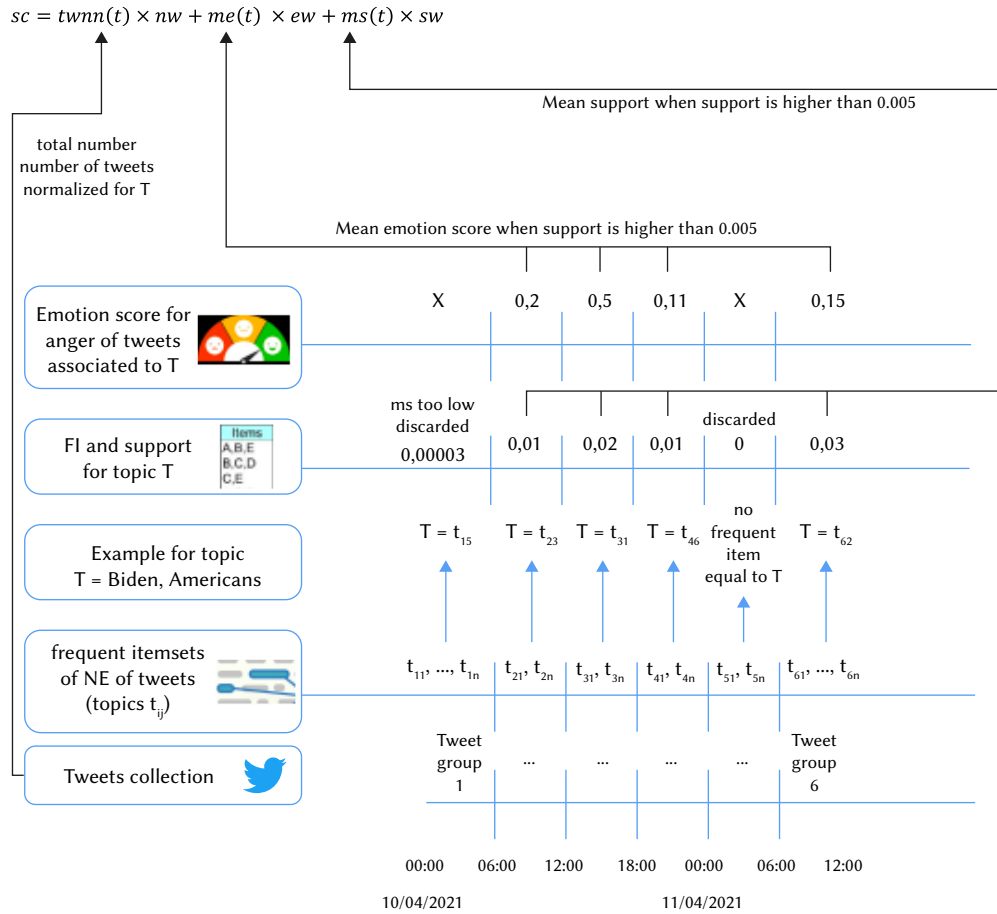 sc = twnn(t) × nw + me(t) × ew + ms(t) × sw
Mean support when support is higher than 0.005
total number
number of tweets
normalized for T
Mean emotion score when support is higher than 0.005
Emotion score for
anger of tweets
associated to T
X 0,2 0,5 0,11 X 0,15
ms too low
discarded
discarded
FI and support
for topic T
Items
A,B,E
B,C,D
C,E
0,00003 0,01 0,02 0,01 0 0,03
Example for topic
T = Biden, Americans
T = t15 T = t23 T = t31 T = t46
no
frequent
item
equal to T
T = t62
frequent itemsets
of NE of tweets
(topics tij)
t11, ..., t1n t21, t2n t31, t3n t41, t4n t51, t5n t61, ..., t6n
Tweets collection
Tweet
group
1
... ... ... ...
Tweet
group
6
00:00 06:00 12:00 18:00 00:00 06:00 12:00
10/04/2021 11/04/2021